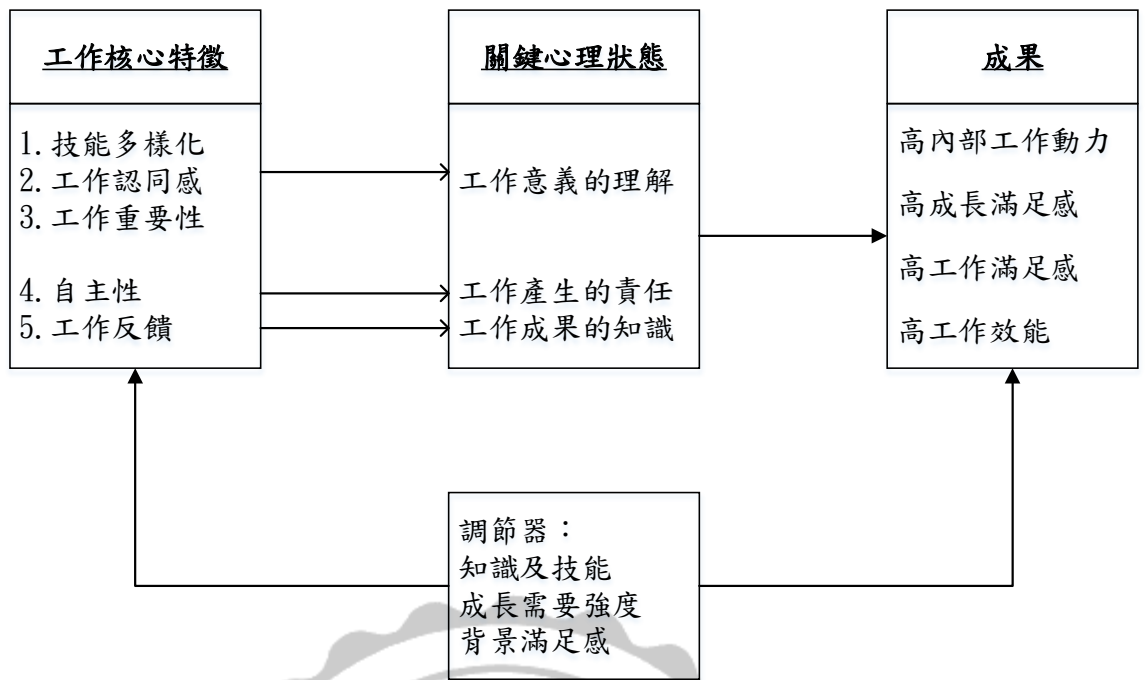 工作核心特徵
1.技能多樣化
2.工作認同感
3.工作重要性
4.自主性
5.工作反饋
關鍵心理狀態
工作意義的理解
工作產生的責任
工作成果的知識
成果
高內部工作動力
高成長滿足感
高工作滿足感
高工作效能
調節器：
知識及技能
成長需要強度
背景滿足感